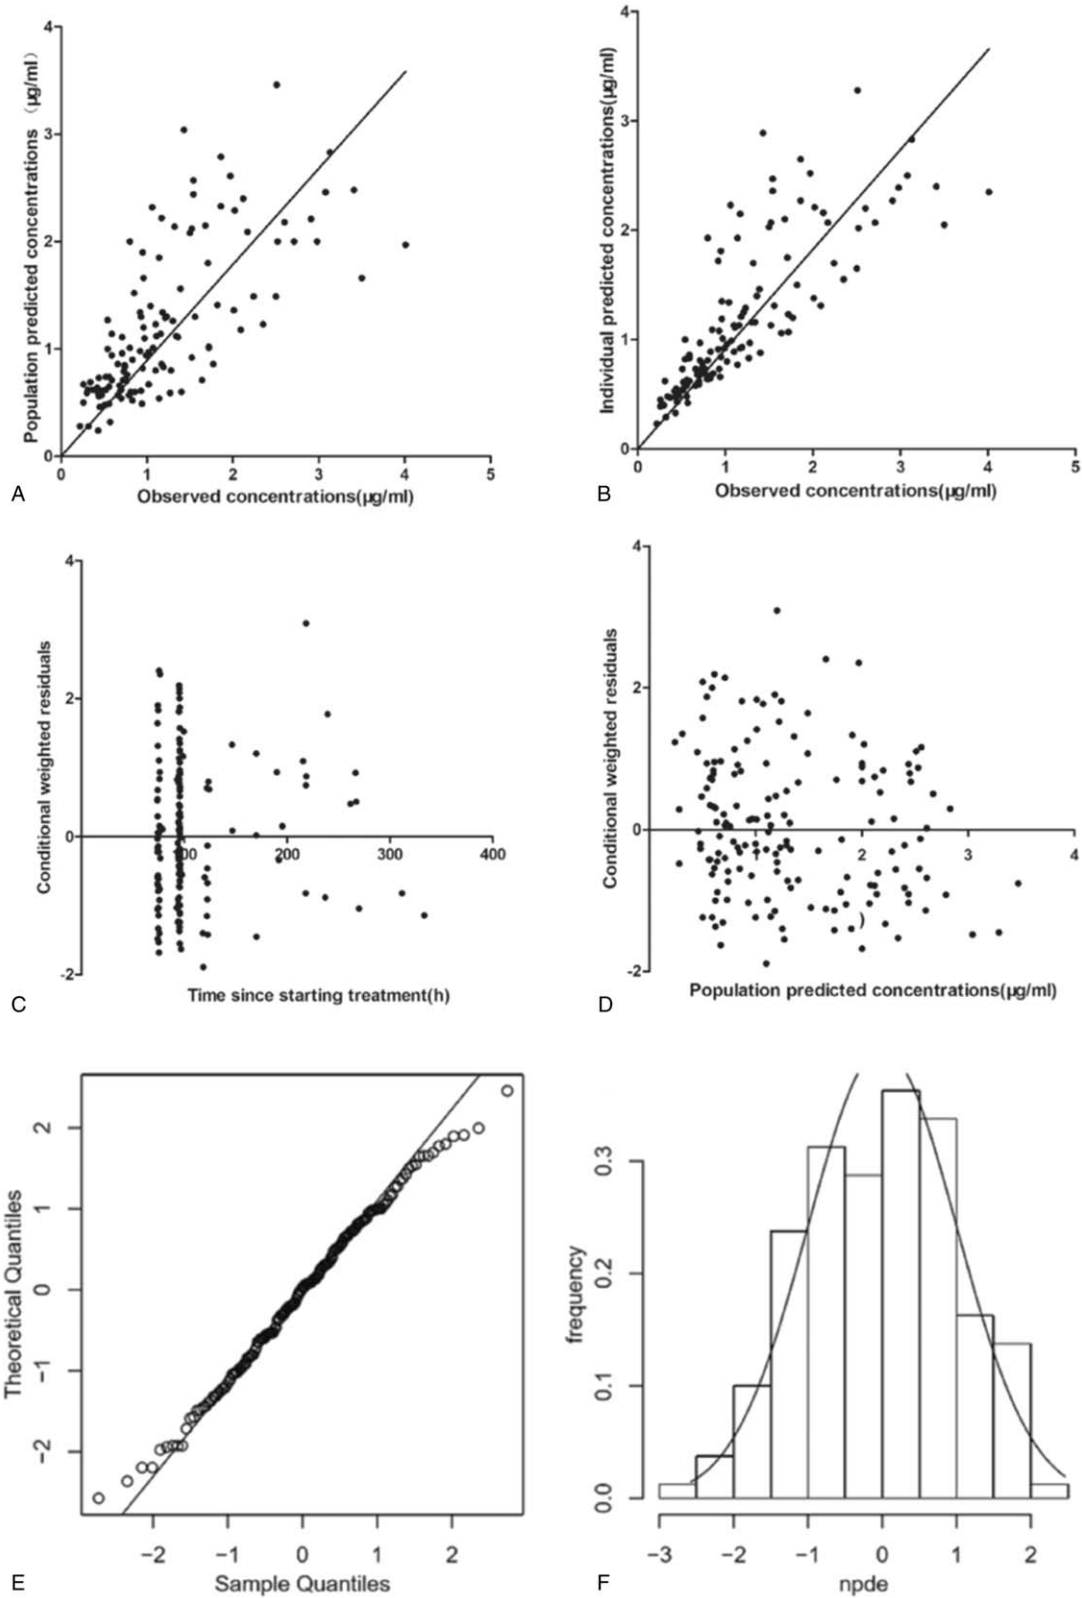 4
3
2
1
0
0 1 2 3 4 5
Population predicted concentrations (μg/ml)
Observed concentrations(μg/ml)
A
4
3
2
1
0
0 1 2 3 4 5
Individual predicted concentrations(μg/ml)
Observed concentrations(μg/ml)
B
4
2
0
-2
100 200 300 400
Conditional weighted residuals
Time since starting treatment(h)
C
4
2
0
-2
1 2 3 4
Conditional weighted residuals
)
Population predicted concentrations(μg/ml)
D
2
1
0
−1
−2
−2 −1 0 1 2
Theoretical Quantiles
Sample Quantiles
E
0.3
0.2
0.1
0.0
−3 −2 −1 0 1 2
frequency
npde
F